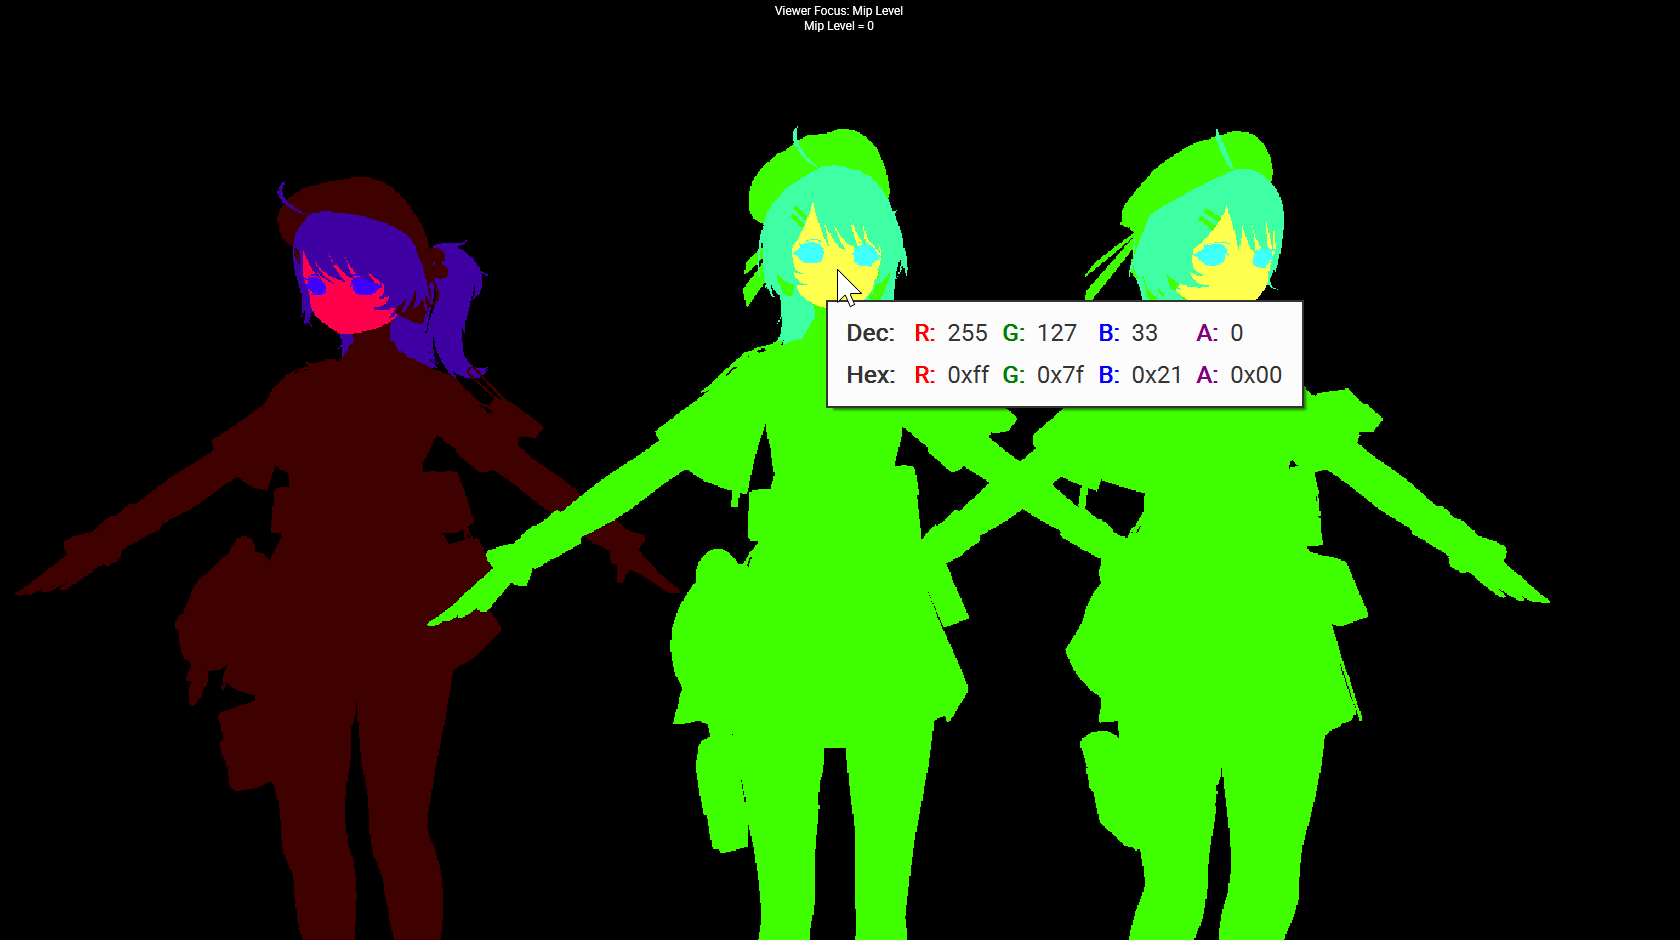 Viewer Focus: Mip Level
Mip Level = 0
Dec: R: 255 G: 127 B: 33 A: 0
Hex: R: 0xff G: 0x7f B: 0x21 A: 0x00